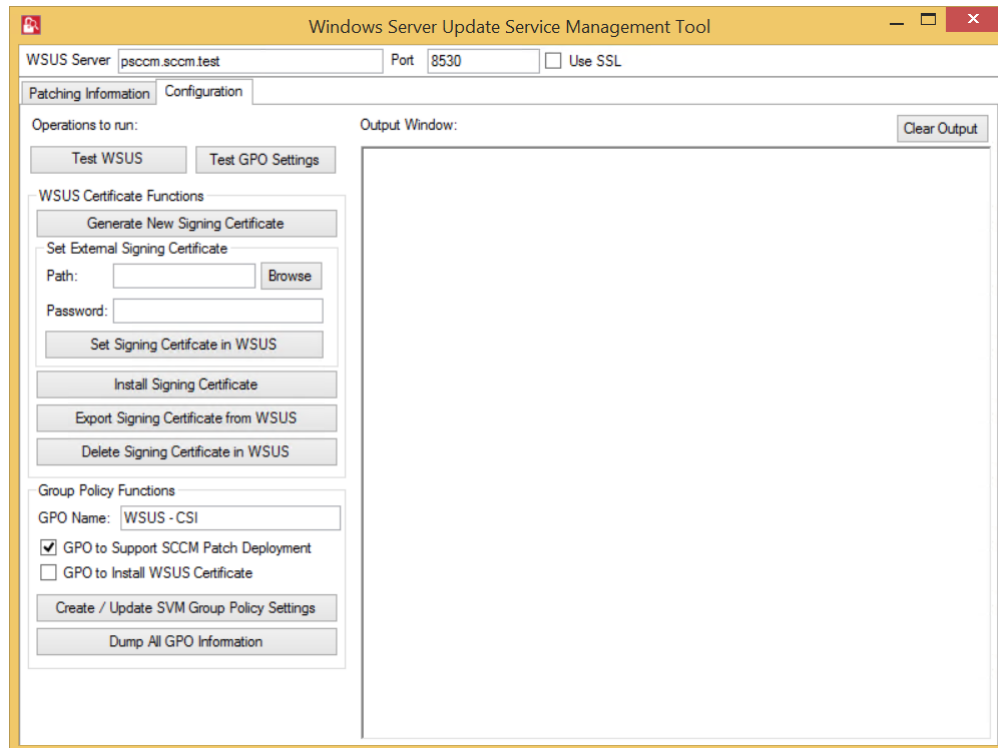 Windows Server Update Service Management Tool
WSUS Server psccm.sccm.test Port 8530 Use SSL
Patching Information Configuration
Operations to run: Output Window: Clear Output
Test WSUS Test GPO Settings
WSUS Certificate Functions
Generate New Signing Certificate
Set External Signing Certificate
Path: Browse
Password:
Set Signing Certifcate in WSUS
Install Signing Certificate
Export Signing Certificate from WSUS
Delete Signing Certificate in WSUS
Group Policy Functions
GPO Name: WSUS - CSI
GPO to Support SCCM Patch Deployment
GPO to Install WSUS Certificate
Create / Update SVM Group Policy Settings
Dump All GPO Information